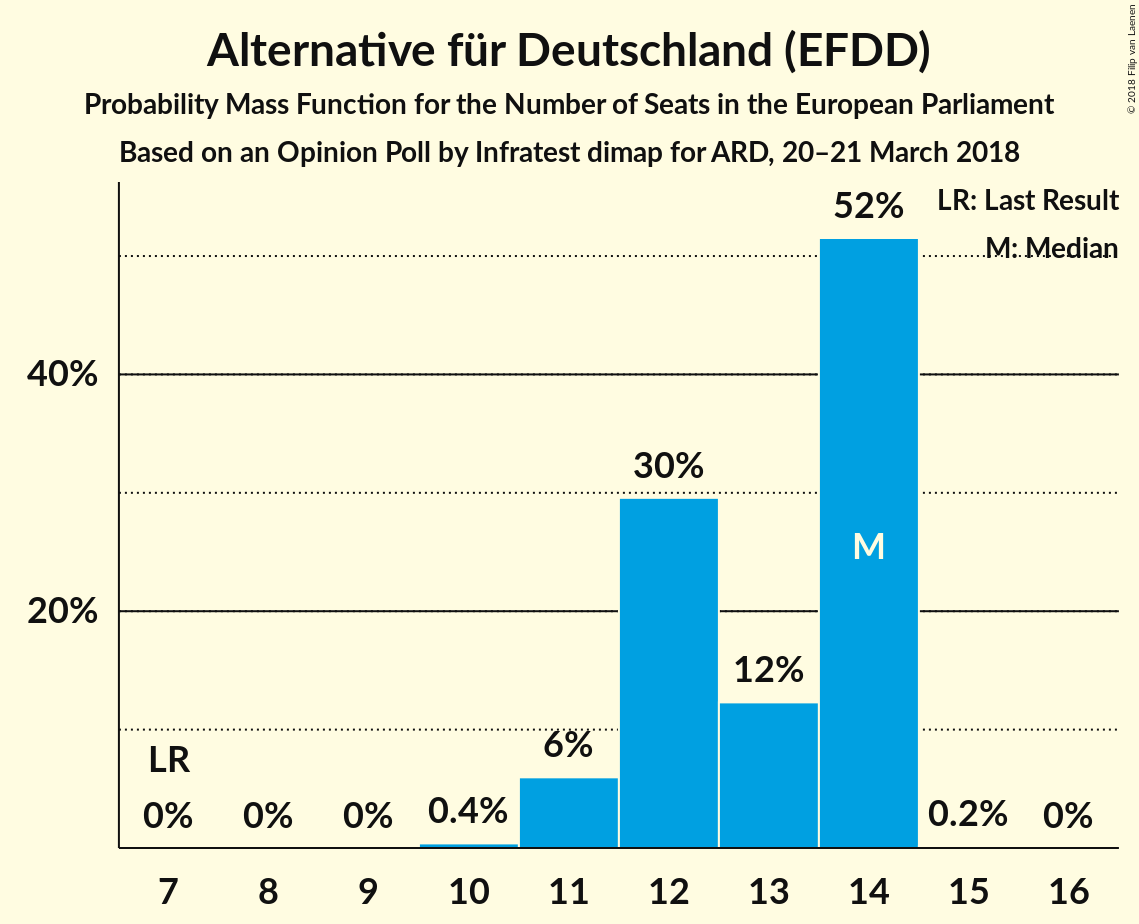 Alternative für Deutschland (EFDD)
Probability Mass Function for the Number of Seats in the European Parliament
Based on an Opinion Poll by Infratest dimap for ARD, 20–21 March 2018
© 2018 Filip van Laenen
LR: Last Result
M: Median
52%
40%
30%
M
20%
12%
6%
LR
0% 0% 0% 0.4% 0.2% 0%
7 8 9 10 11 12 13 14 15 16